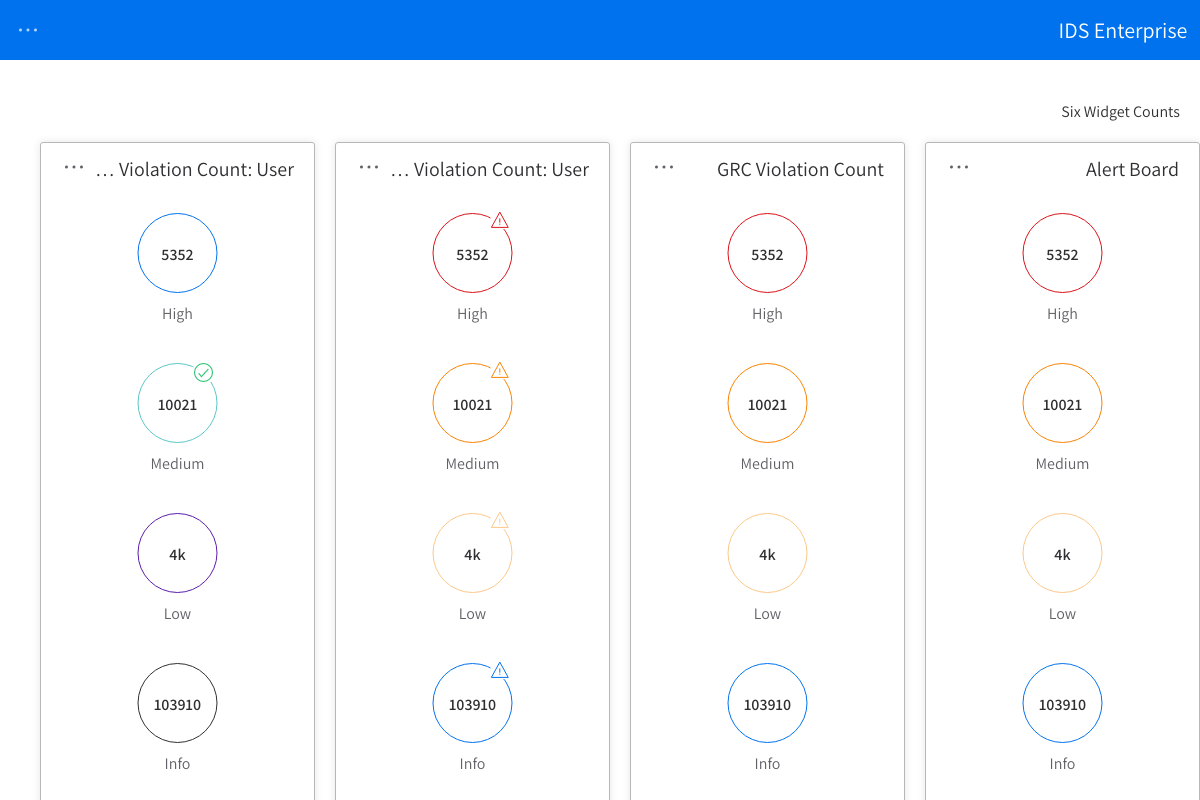 IDS Enterprise
Six Widget Counts
... Violation Count: User
5352
High
10021
Medium
4k
Low
103910
Info
... Violation Count: User
5352
High
10021
Medium
4k
Low
103910
Info
GRC Violation Count
5352
High
10021
Medium
4k
Low
103910
Info
Alert Board
5352
High
10021
Medium
4k
Low
103910
Info